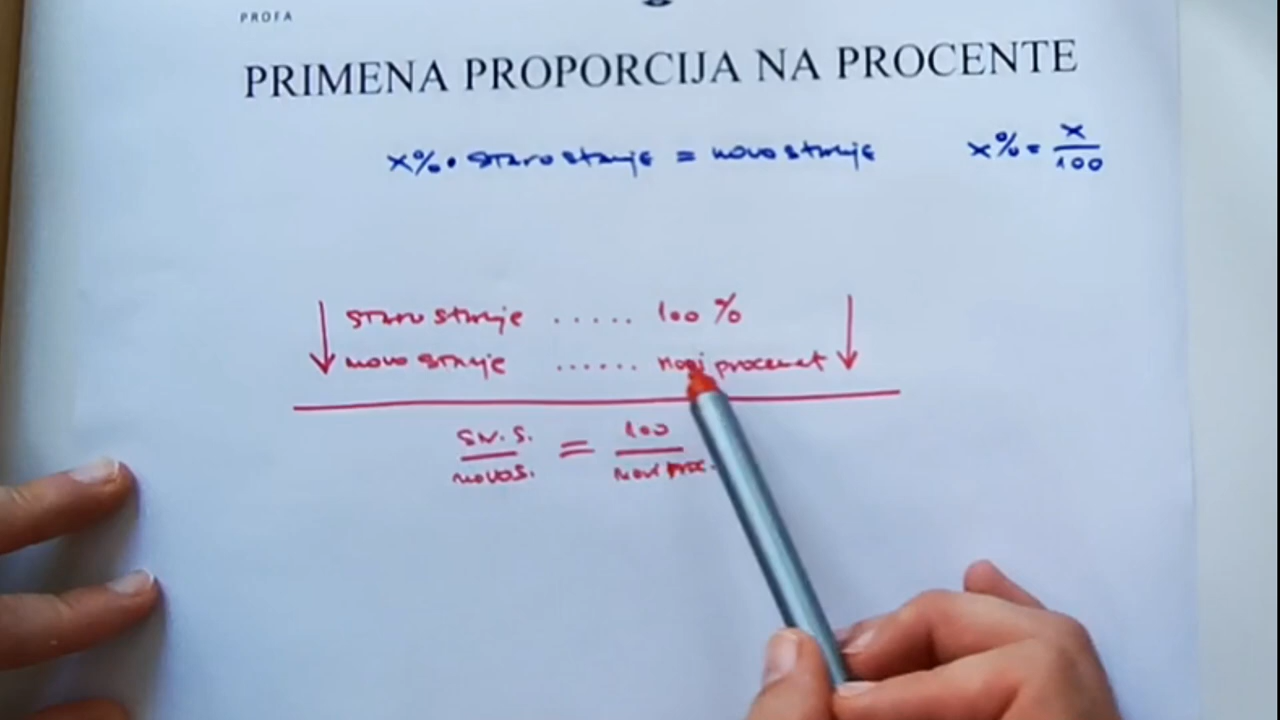 PROFA
PRIMENA PROPORCIJA NA PROCENTE
x% • staro stanje = novo stanje x% = x/100
staro stanje ..... 100 %
novo stanje ...... novi procenat
st. s. / novo s. = 100 / novi proc.